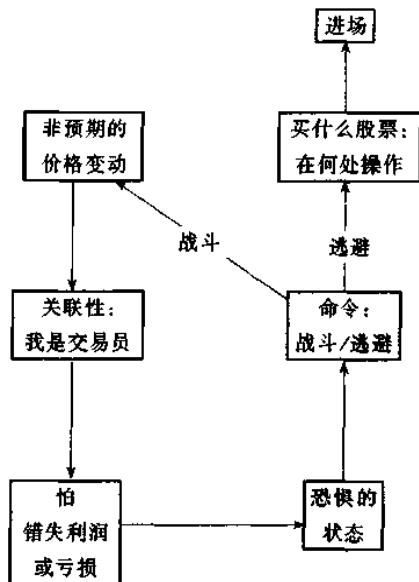 进场
非预期的
价格变动
买什么股票：
在何处操作
战斗
逃避
关联性：
我是交易员
命令：
战斗/逃避
怕
错失利润
或亏损
恐惧的
状态